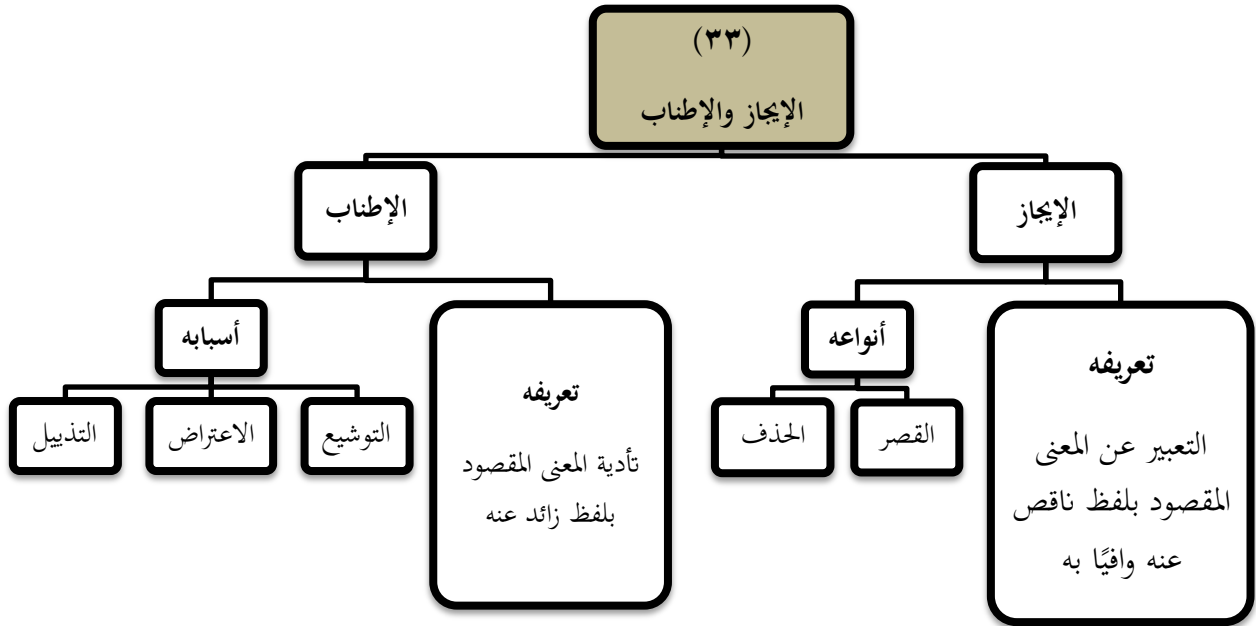 (٣٣)
الإيجاز والإطناب
الإيجاز
الإطناب
تعريفه
التعبير عن المعنى
المقصود بلفظ ناقص
عنه وافيًا به
أنواعه
القصر
الحذف
تعريفه
تأدية المعنى المقصود
بلفظ زائد عنه
أسبابه
التوشيع
الاعتراض
التذييل